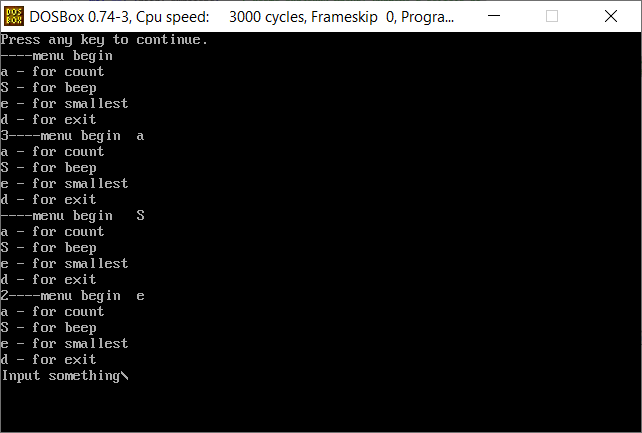 DOS
BOX
DOSBox 0.74-3, Cpu speed: 3000 cycles, Frameskip 0, Progra...
Press any key to continue.
----menu begin
a - for count
S - for beep
e - for smallest
d - for exit
3----menu begin  a
a - for count
S - for beep
e - for smallest
d - for exit
----menu begin   S
a - for count
S - for beep
e - for smallest
d - for exit
2----menu begin  e
a - for count
S - for beep
e - for smallest
d - for exit
Input something\